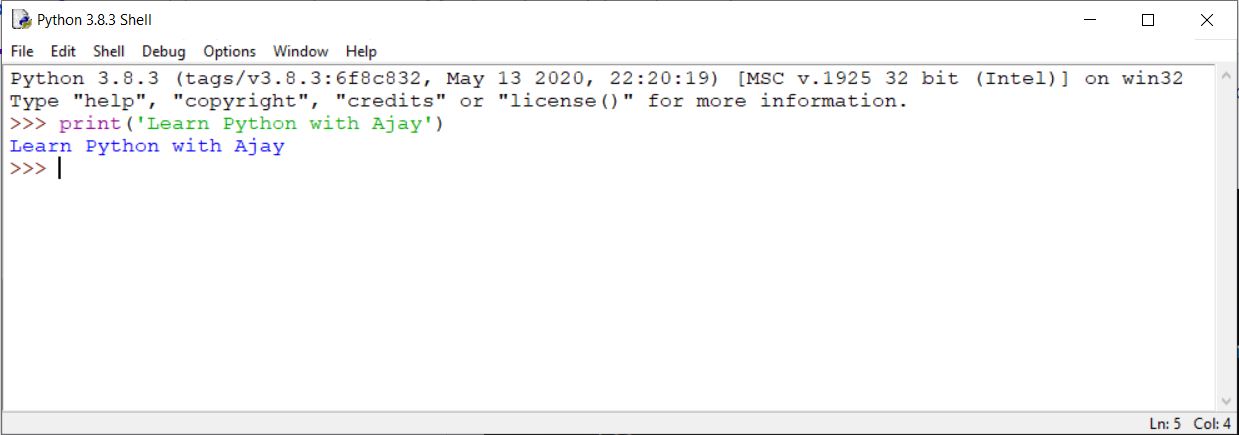 Python 3.8.3 Shell
File Edit Shell Debug Options Window Help
Python 3.8.3 (tags/v3.8.3:6f8c832, May 13 2020, 22:20:19) [MSC v.1925 32 bit (Intel)] on win32
Type "help", "copyright", "credits" or "license()" for more information.
>>> print('Learn Python with Ajay')
Learn Python with Ajay
>>>
Ln: 5 Col: 4